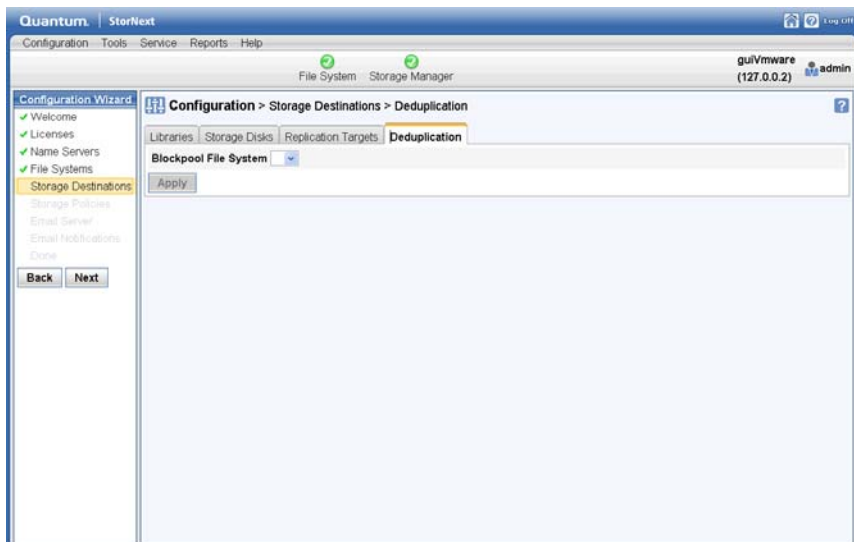 Quantum. StorNext
Log Off
Configuration Tools Service Reports Help
File System Storage Manager
guiVmware
(127.0.0.2)
admin
Configuration Wizard
Welcome
Licenses
Name Servers
File Systems
Storage Destinations
Storage Policies
Email Server
Email Notifications
Done
Back Next
Configuration > Storage Destinations > Deduplication
?
Libraries Storage Disks Replication Targets Deduplication
Blockpool File System
Apply